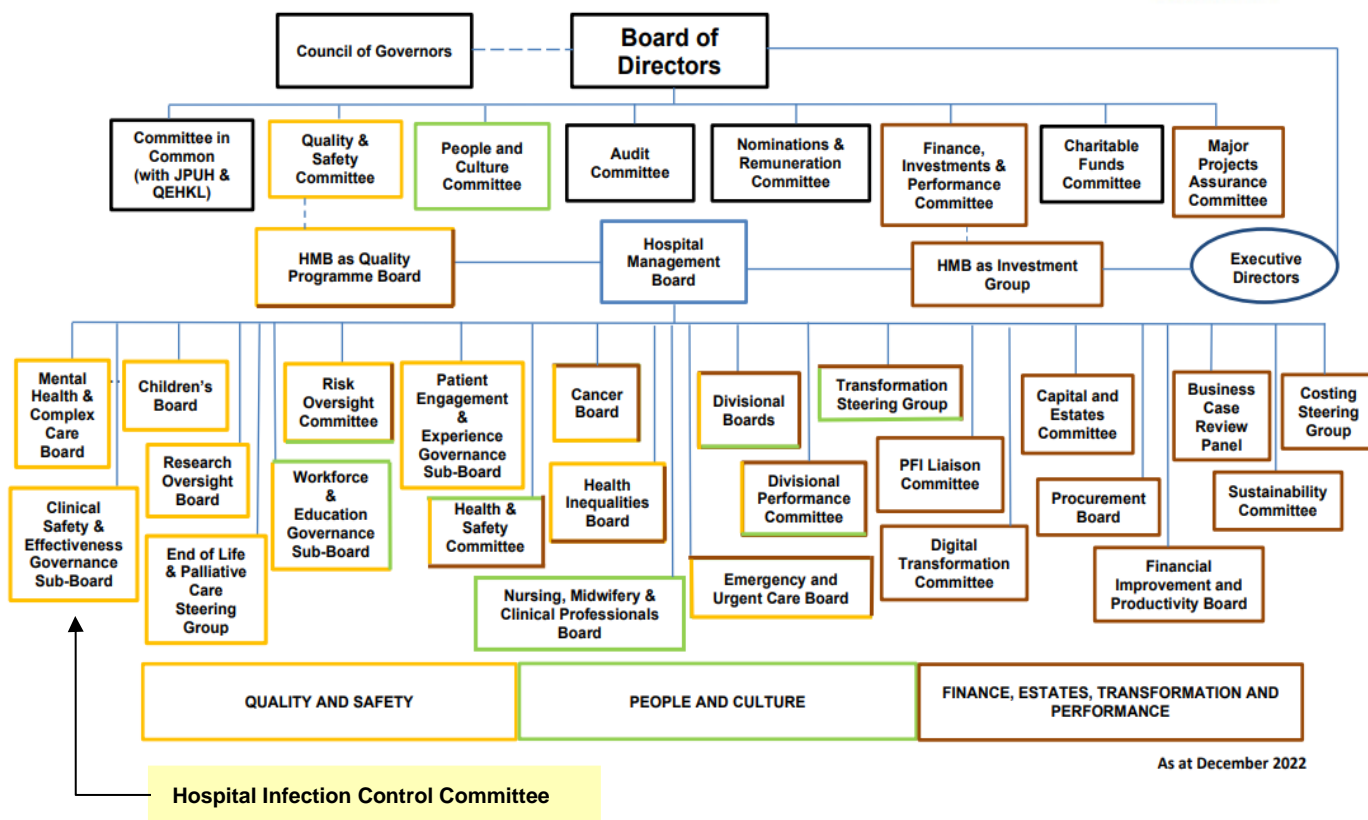 Council of Governors
Board of
Directors
Committee in
Common
(with JPUH &
QEHKL)
Quality &
Safety
Committee
People and
Culture
Committee
Audit
Committee
Nominations &
Remuneration
Committee
Finance,
Investments &
Performance
Committee
Charitable
Funds
Committee
Major
Projects
Assurance
Committee
HMB as Quality
Programme Board
Hospital
Management
Board
HMB as Investment
Group
Executive
Directors
Mental
Health &
Complex
Care
Board
Children's
Board
Risk
Oversight
Committee
Patient
Engagement
&
Experience
Governance
Sub-Board
Cancer
Board
Divisional
Boards
Transformation
Steering Group
Capital and
Estates
Committee
Business
Case
Review
Panel
Costing
Steering
Group
Research
Oversight
Board
Workforce
&
Education
Governance
Sub-Board
Health
Inequalities
Board
Divisional
Performance
Committee
PFI Liaison
Committee
Procurement
Board
Sustainability
Committee
Clinical
Safety &
Effectiveness
Governance
Sub-Board
End of Life
& Palliative
Care
Steering
Group
Health &
Safety
Committee
Nursing, Midwifery &
Clinical Professionals
Board
Emergency and
Urgent Care Board
Digital
Transformation
Committee
Financial
Improvement and
Productivity Board
QUALITY AND SAFETY
PEOPLE AND CULTURE
FINANCE, ESTATES, TRANSFORMATION AND
PERFORMANCE
As at December 2022
Hospital Infection Control Committee